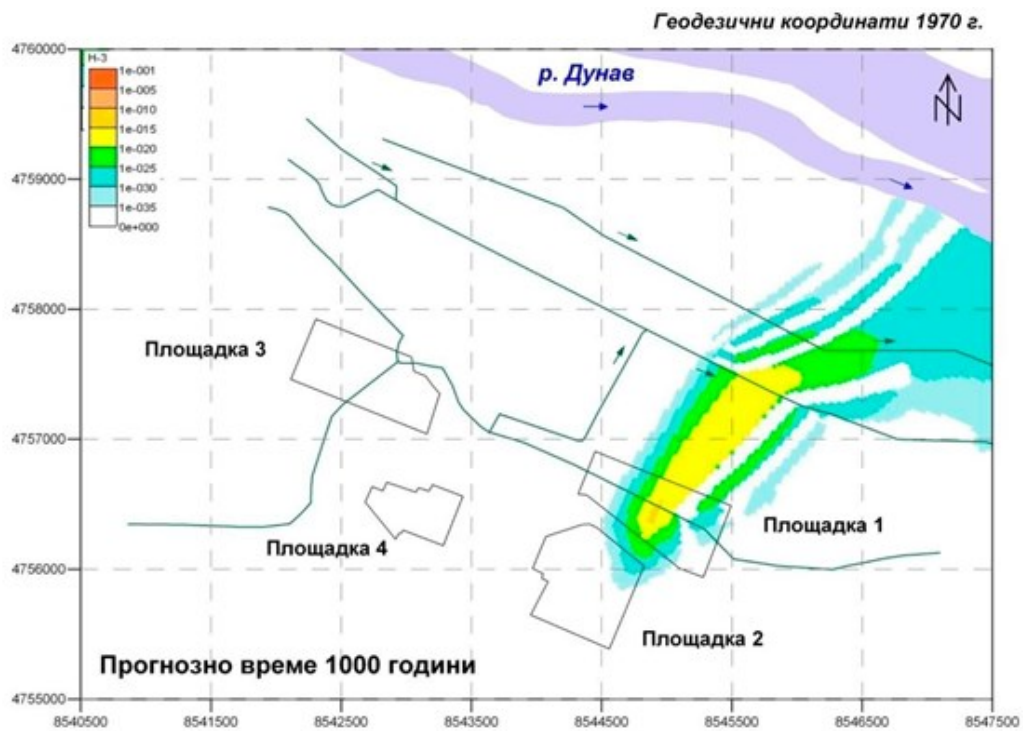 Геодезични координати 1970 г.
4760000
H-3
1e-001
1e-005
1e-010
1e-015
1e-020
1e-025
1e-030
1e-035
0e+000
р. Дунав
N
4759000
4758000
Площадка 3
4757000
Площадка 1
Площадка 4
4756000
Площадка 2
Прогнозно време 1000 години
4755000
8540500 8541500 8542500 8543500 8544500 8545500 8546500 8547500